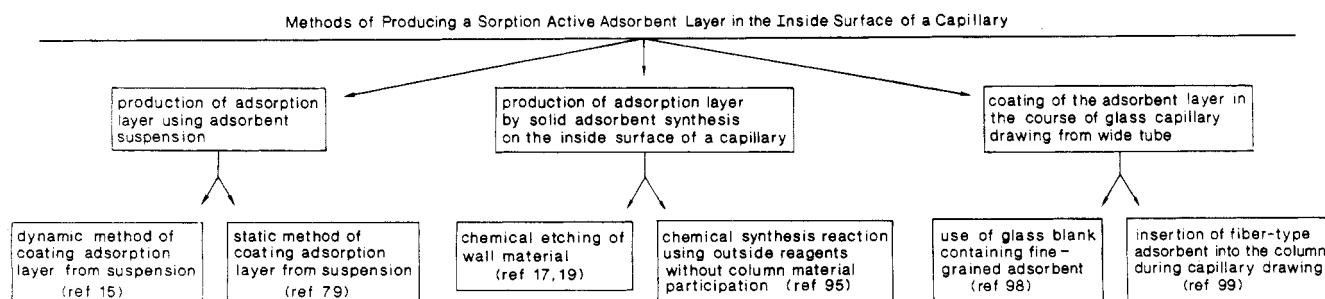 Methods of Producing a Sorption Active Adsorbent Layer in the Inside Surface of a Capillary
production of adsorption
layer using adsorbent
suspension
production of adsorption layer
by solid adsorbent synthesis
on the inside surface of a capillary
coating of the adsorbent layer in
the course of glass capillary
drawing from wide tube
dynamic method of
coating adsorption
layer from suspension
(ref 15)
static method of
coating adsorption
layer from suspension
(ref 79)
chemical etching of
wall material
(ref 17,19)
chemical synthesis reaction
using outside reagents
without column material
participation (ref 95)
use of glass blank
containing fine-
grained adsorbent
(ref 98)
insertion of fiber-type
adsorbent into the column
during capillary drawing
(ref 99)